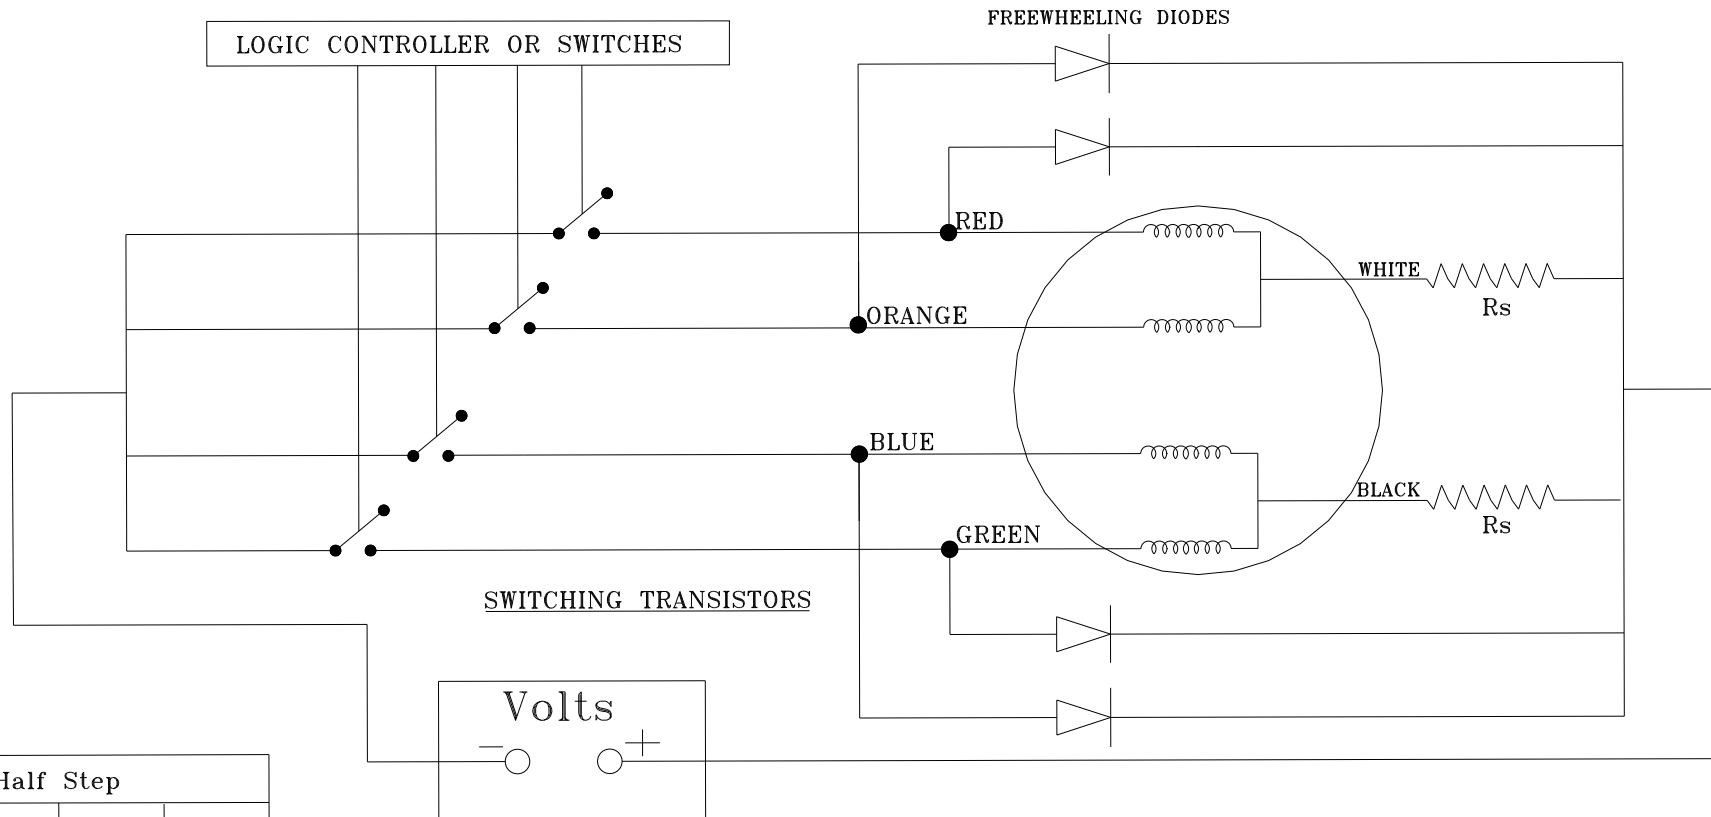 FREEWHEELING DIODES
LOGIC CONTROLLER OR SWITCHES
RED
WHITE
Rs
ORANGE
BLUE
BLACK
Rs
GREEN
SWITCHING TRANSISTORS
Volts
− +
Half Step